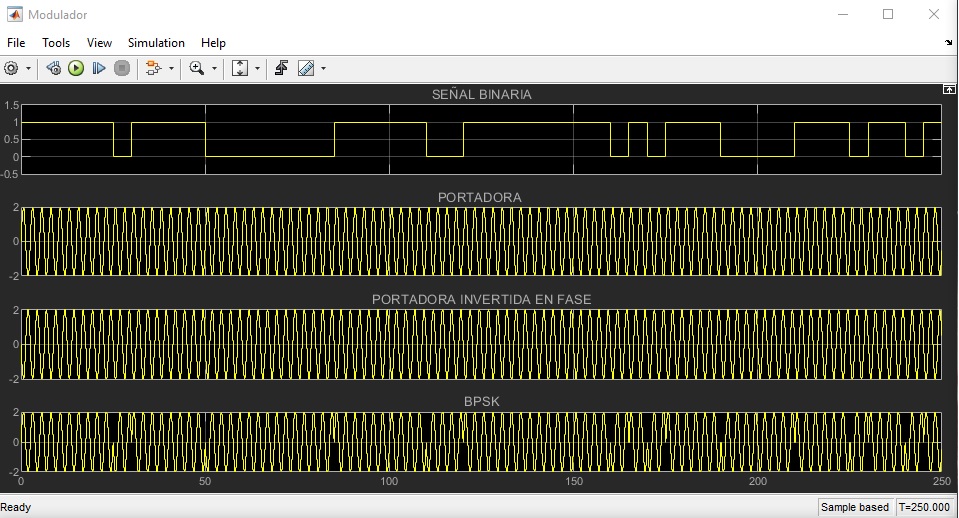 Modulador
File Tools View Simulation Help
SEÑAL BINARIA
1.5
1
0.5
0
-0.5
PORTADORA
2
0
-2
PORTADORA INVERTIDA EN FASE
2
0
-2
BPSK
2
0
-2
0 50 100 150 200 250
Ready Sample based T=250.000